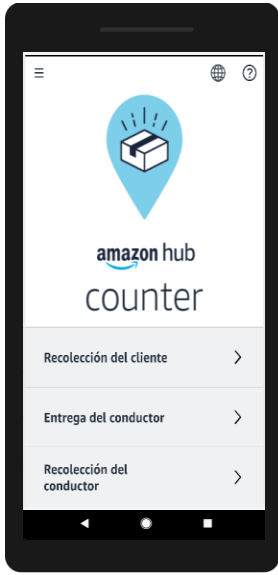 amazon hub
counter
Recolección del cliente
Entrega del conductor
Recolección del
conductor